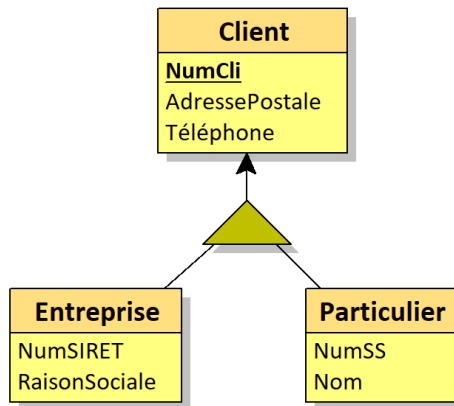 Client
NumCli
AdressePostale
Téléphone
Entreprise
NumSIRET
RaisonSociale
Particulier
NumSS
Nom